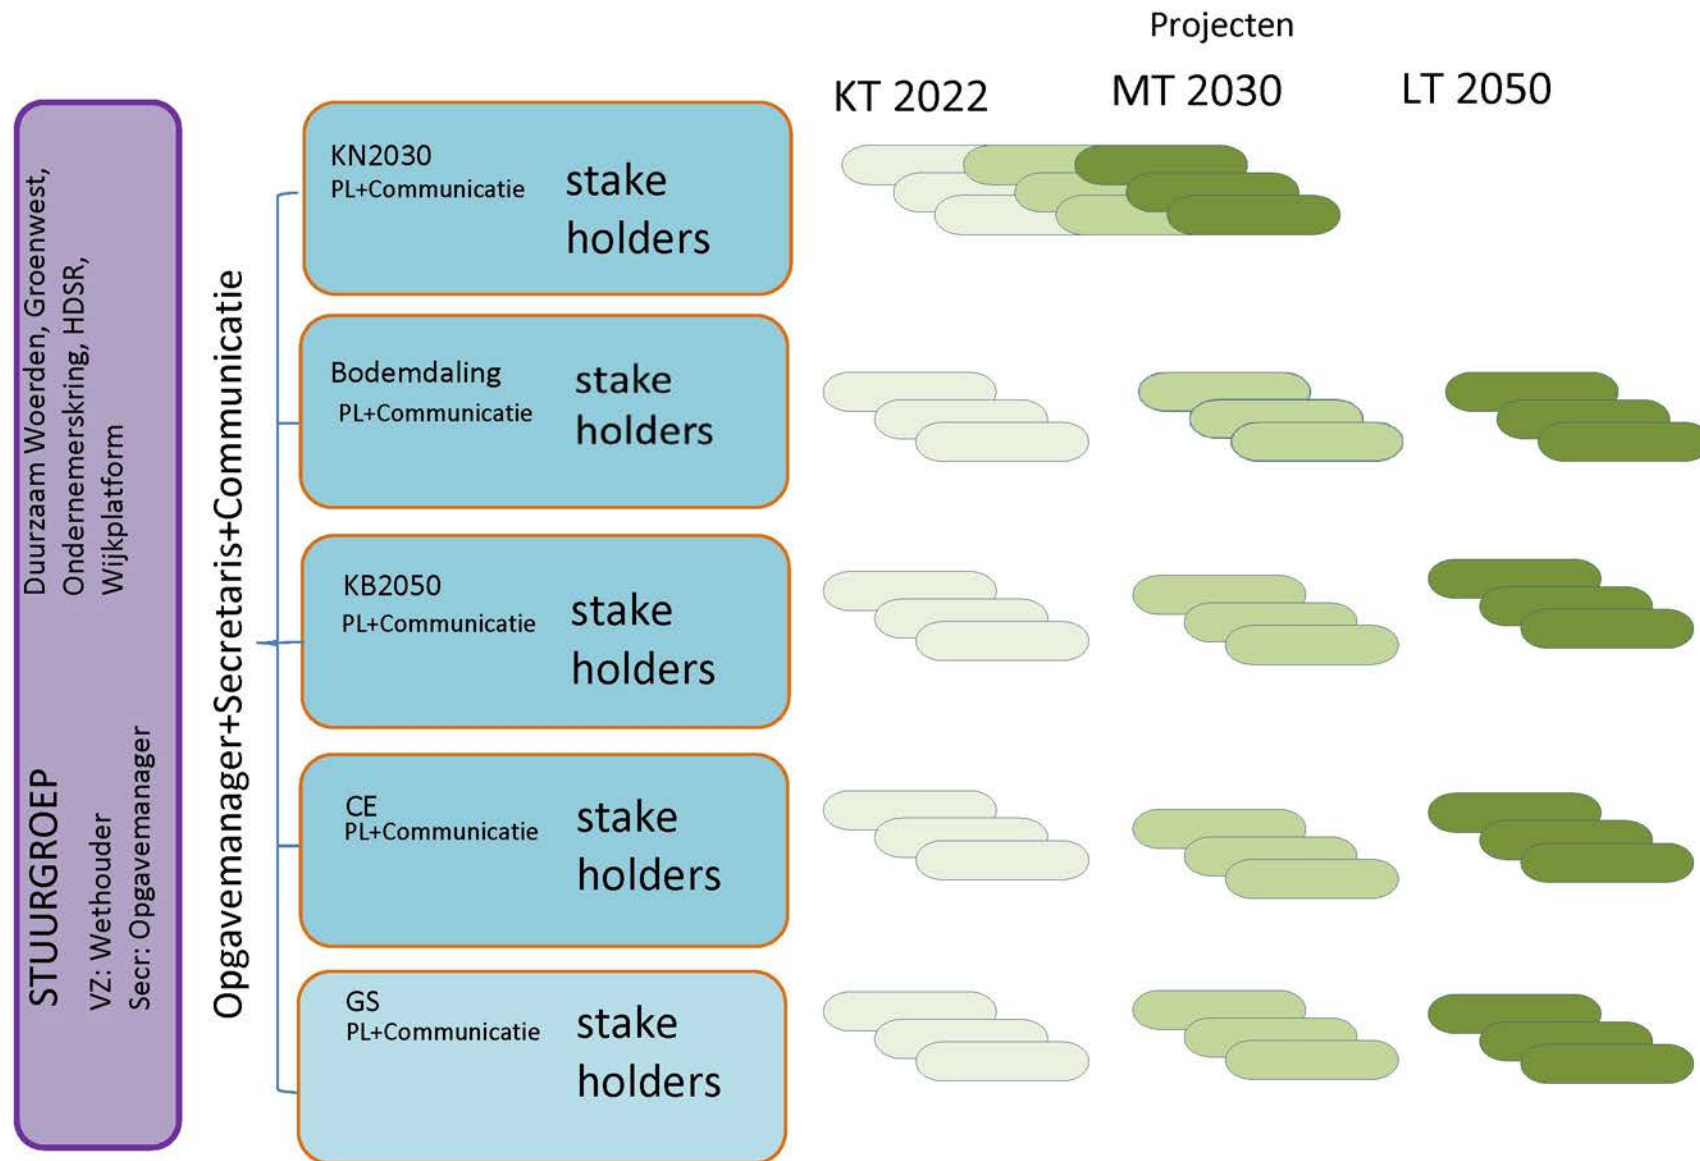 Projecten
KT 2022
MT 2030
LT 2050
STUURGROEP
VZ: Wethouder
Secr: Opgavemanager
Duurzaam Woerden, Groenwest,
Ondernemerskring, HDSR,
Wijkplatform
Opgavemanager+Secretaris+Communicatie
KN2030
PL+Communicatie
stake
holders
Bodemdaling
PL+Communicatie
stake
holders
KB2050
PL+Communicatie
stake
holders
CE
PL+Communicatie
stake
holders
GS
PL+Communicatie
stake
holders